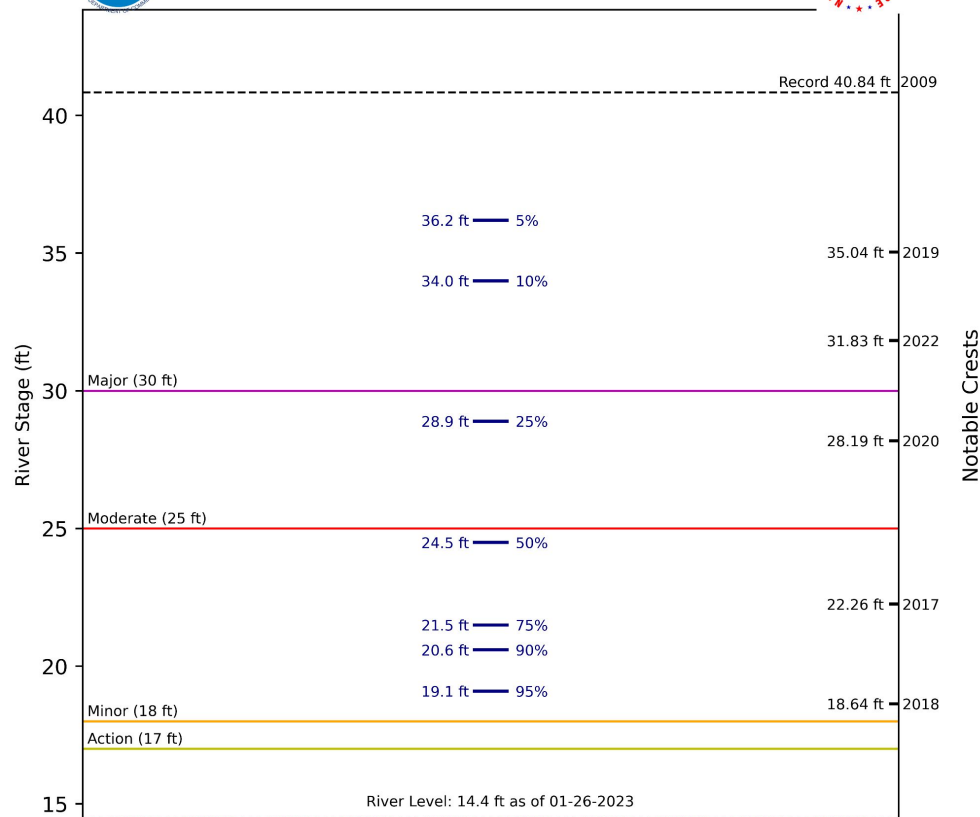 DEPARTMENT OF COMM
Record 40.84 ft 2009
40
36.2 ft 5%
35
35.04 ft 2019
34.0 ft 10%
31.83 ft 2022
Major (30 ft)
30
28.9 ft 25%
28.19 ft 2020
Moderate (25 ft)
25
24.5 ft 50%
22.26 ft 2017
21.5 ft 75%
20.6 ft 90%
20
19.1 ft 95%
18.64 ft 2018
Minor (18 ft)
Action (17 ft)
15
River Level: 14.4 ft as of 01-26-2023
River Stage (ft)
Notable Crests